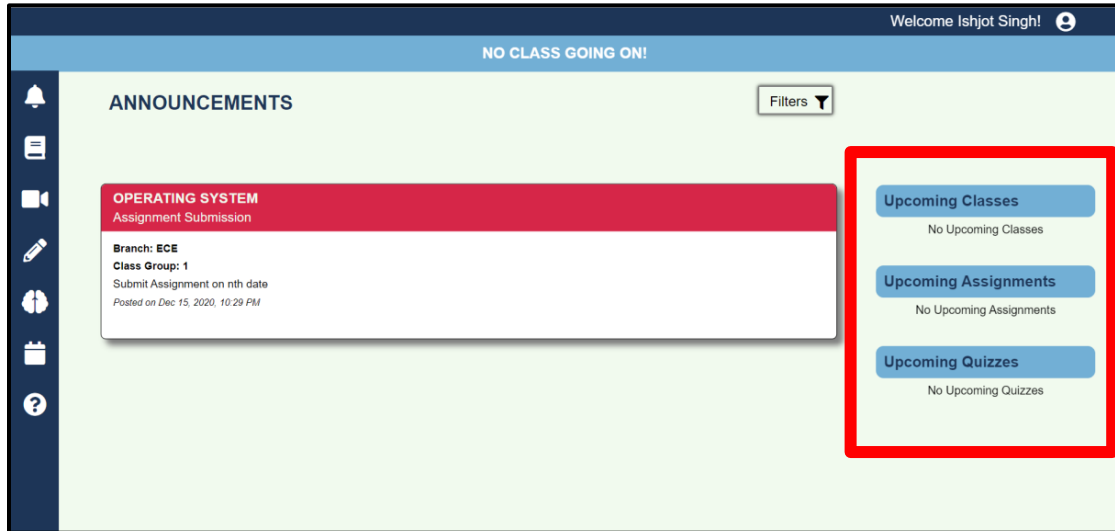 Welcome Ishjot Singh!
NO CLASS GOING ON!
ANNOUNCEMENTS
Filters
OPERATING SYSTEM
Assignment Submission
Branch: ECE
Class Group: 1
Submit Assignment on nth date
Posted on Dec 15, 2020, 10:29 PM
Upcoming Classes
No Upcoming Classes
Upcoming Assignments
No Upcoming Assignments
Upcoming Quizzes
No Upcoming Quizzes